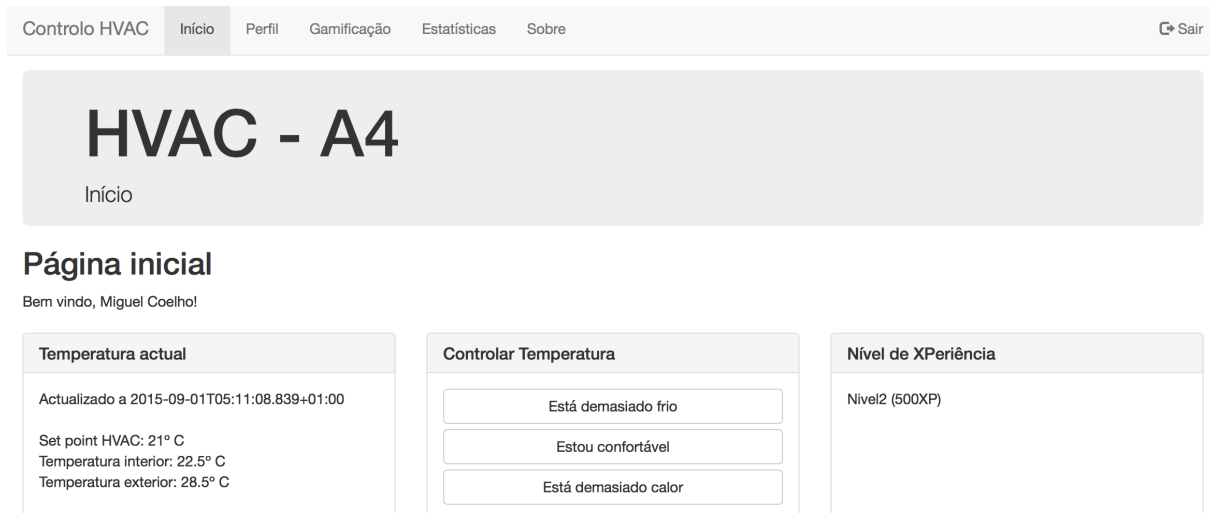 Controlo HVAC Início Perfil Gamificação Estatísticas Sobre Sair
HVAC - A4
Início
Página inicial
Bem vindo, Miguel Coelho!
Temperatura actual
Actualizado a 2015-09-01T05:11:08.839+01:00
Set point HVAC: 21º C
Temperatura interior: 22.5º C
Temperatura exterior: 28.5º C
Controlar Temperatura
Está demasiado frio
Estou confortável
Está demasiado calor
Nível de XPeriência
Nivel2 (500XP)